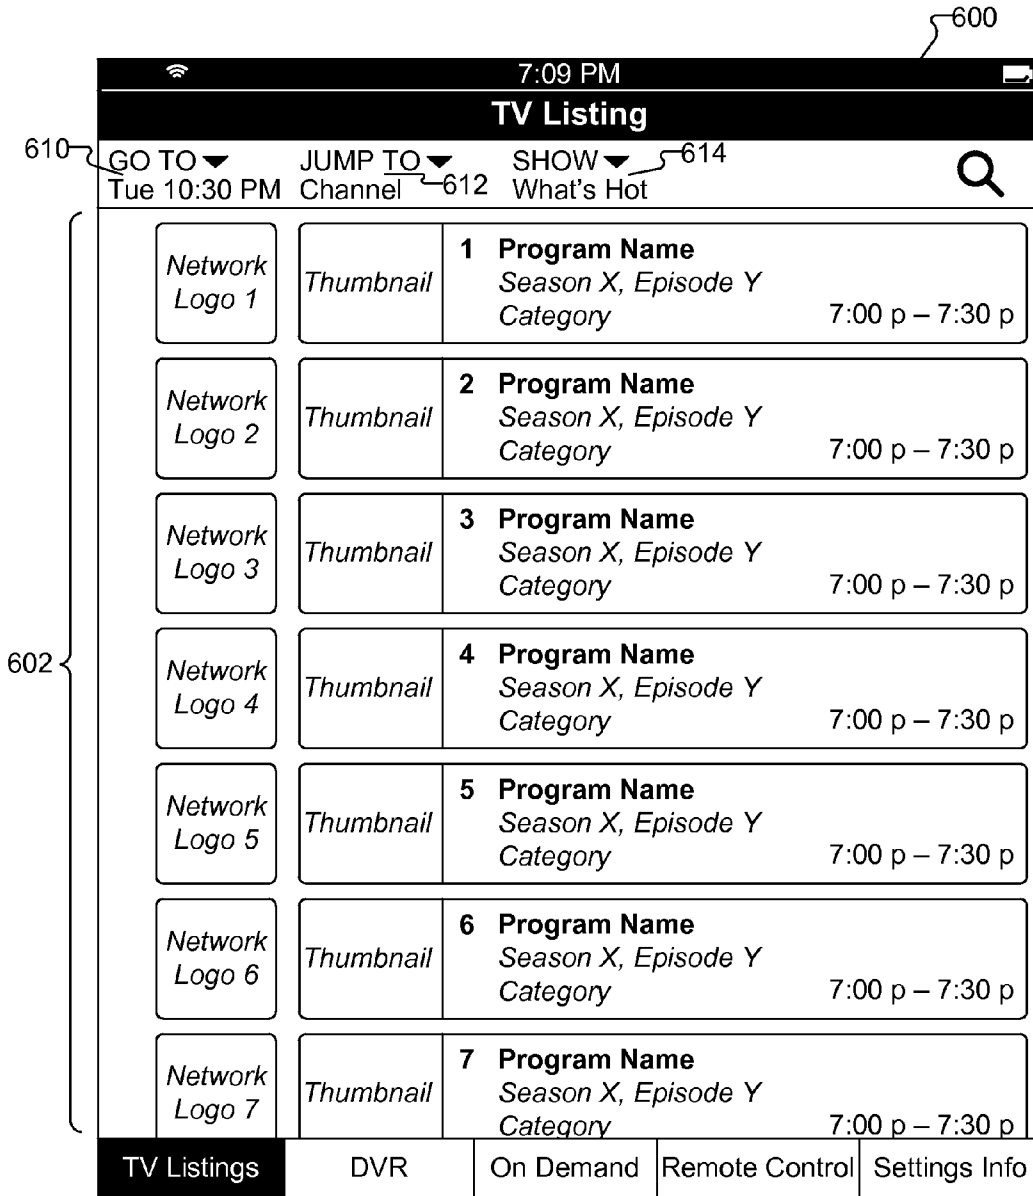 600
7:09 PM
TV Listing
610 GO TO JUMP TO SHOW 614
Tue 10:30 PM Channel 612 What's Hot
602
Network Logo 1 Thumbnail 1 Program Name
Season X, Episode Y
Category 7:00 p – 7:30 p
Network Logo 2 Thumbnail 2 Program Name
Season X, Episode Y
Category 7:00 p – 7:30 p
Network Logo 3 Thumbnail 3 Program Name
Season X, Episode Y
Category 7:00 p – 7:30 p
Network Logo 4 Thumbnail 4 Program Name
Season X, Episode Y
Category 7:00 p – 7:30 p
Network Logo 5 Thumbnail 5 Program Name
Season X, Episode Y
Category 7:00 p – 7:30 p
Network Logo 6 Thumbnail 6 Program Name
Season X, Episode Y
Category 7:00 p – 7:30 p
Network Logo 7 Thumbnail 7 Program Name
Season X, Episode Y
Category 7:00 p – 7:30 p
TV Listings DVR On Demand Remote Control Settings Info